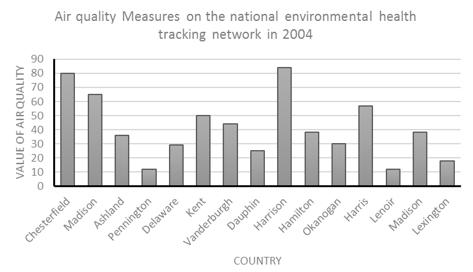 Air quality Measures on the national environmental health
tracking network in 2004
VALUE OF AIR QUALITY
90
80
70
60
50
40
30
20
10
0
Chesterfield
Madison
Ashland
Pennington
Delaware
Kent
Vanderburgh
Dauphin
Harrison
Hamilton
Okanogan
Harris
Lenoir
Madison
Lexington
COUNTRY